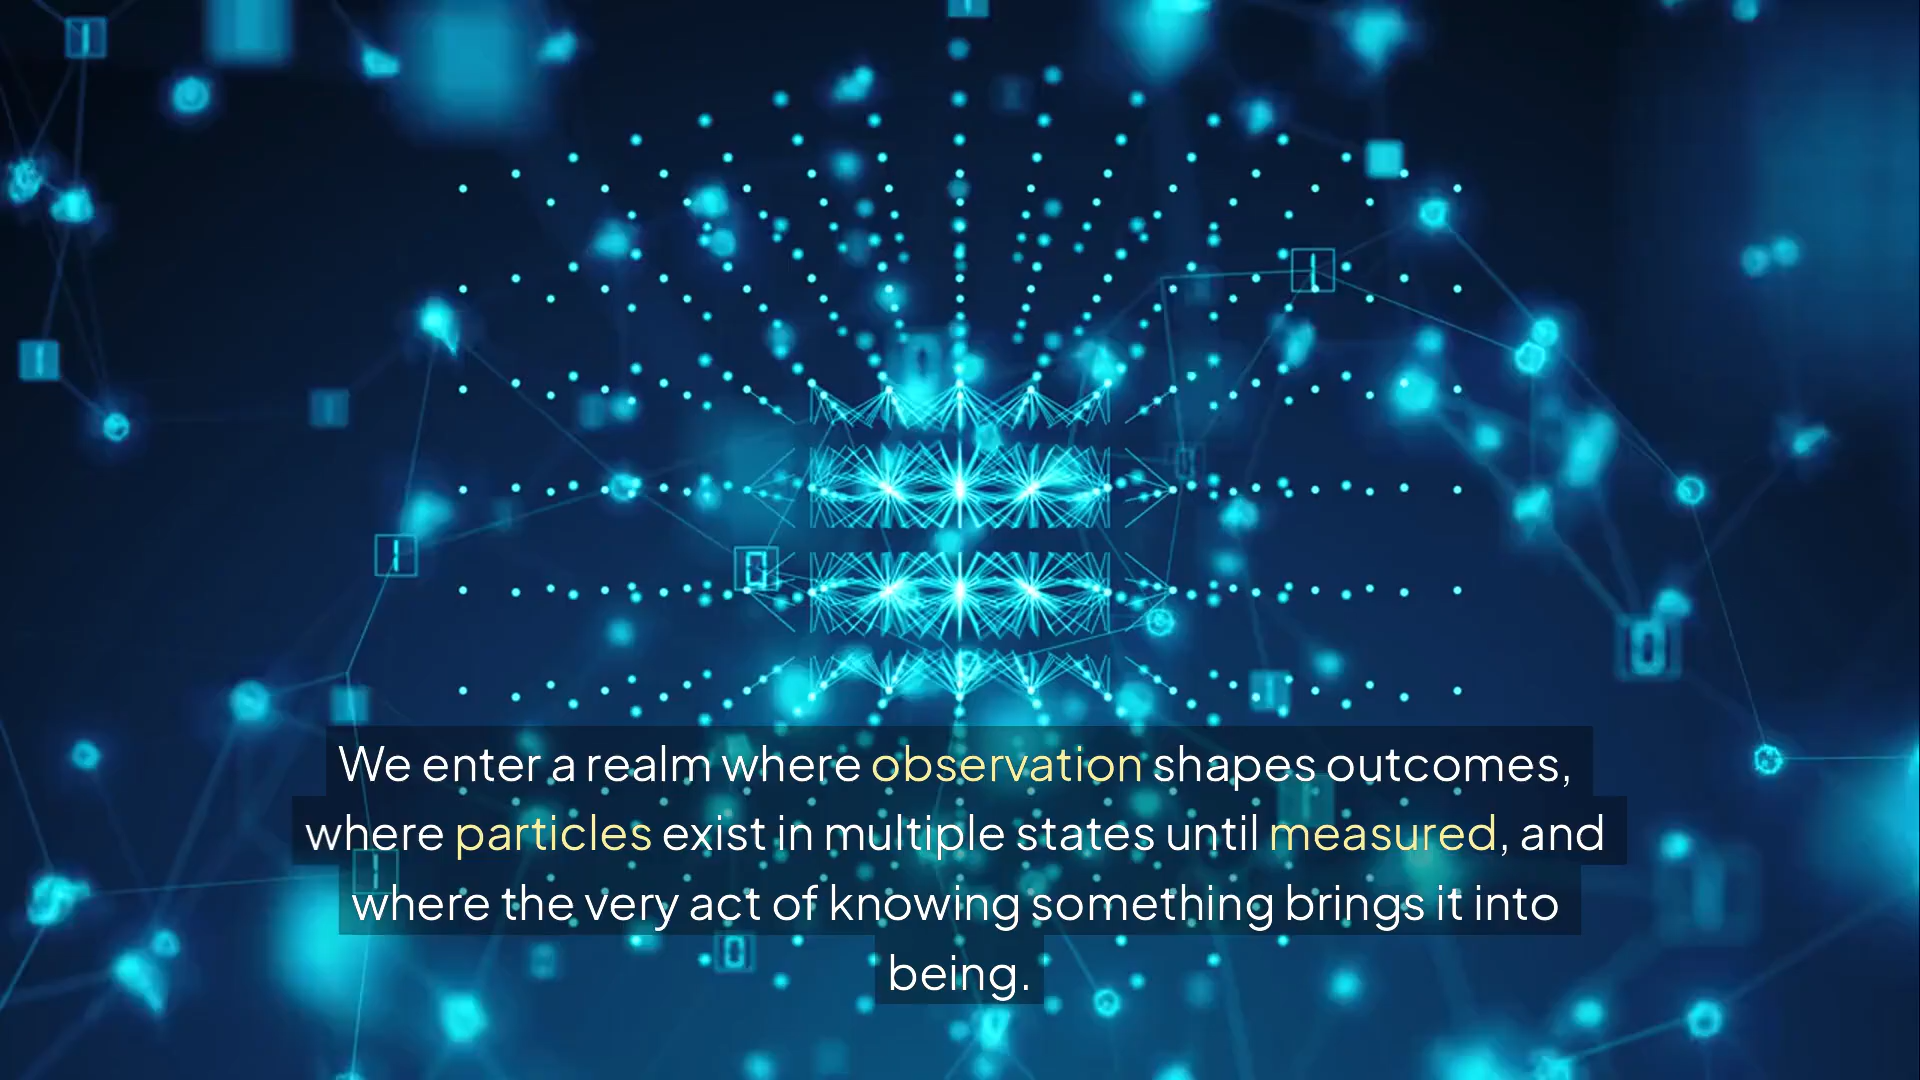 We enter a realm where observation shapes outcomes,
where particles exist in multiple states until measured, and
where the very act of knowing something brings it into
being.